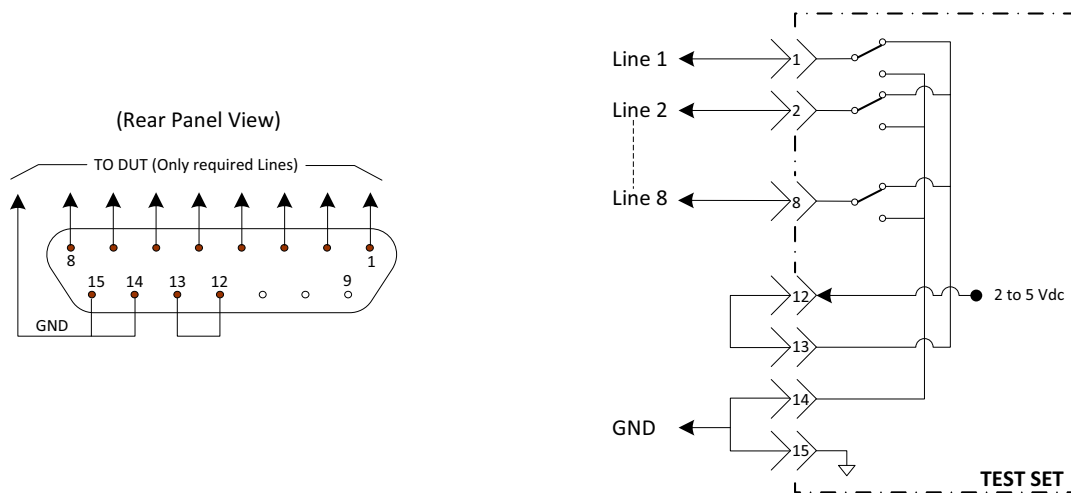 (Rear Panel View)
TO DUT (Only required Lines)
8
1
15
14
13
12
9
GND
Line 1
1
Line 2
2
Line 8
8
12
2 to 5 Vdc
13
14
GND
15
TEST SET